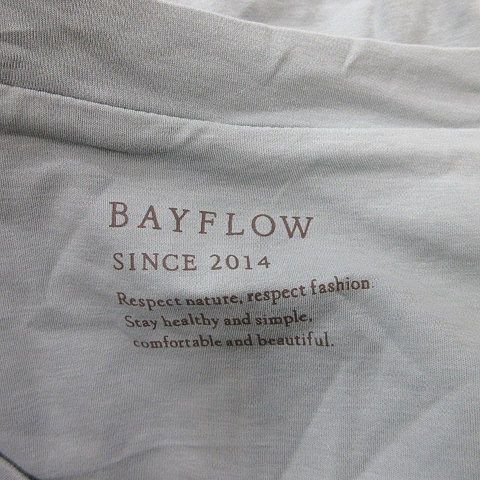 BAYFLOW
SINCE 2014
Respect nature, respect fashion.
Stay healthy and simple,
comfortable and beautiful.